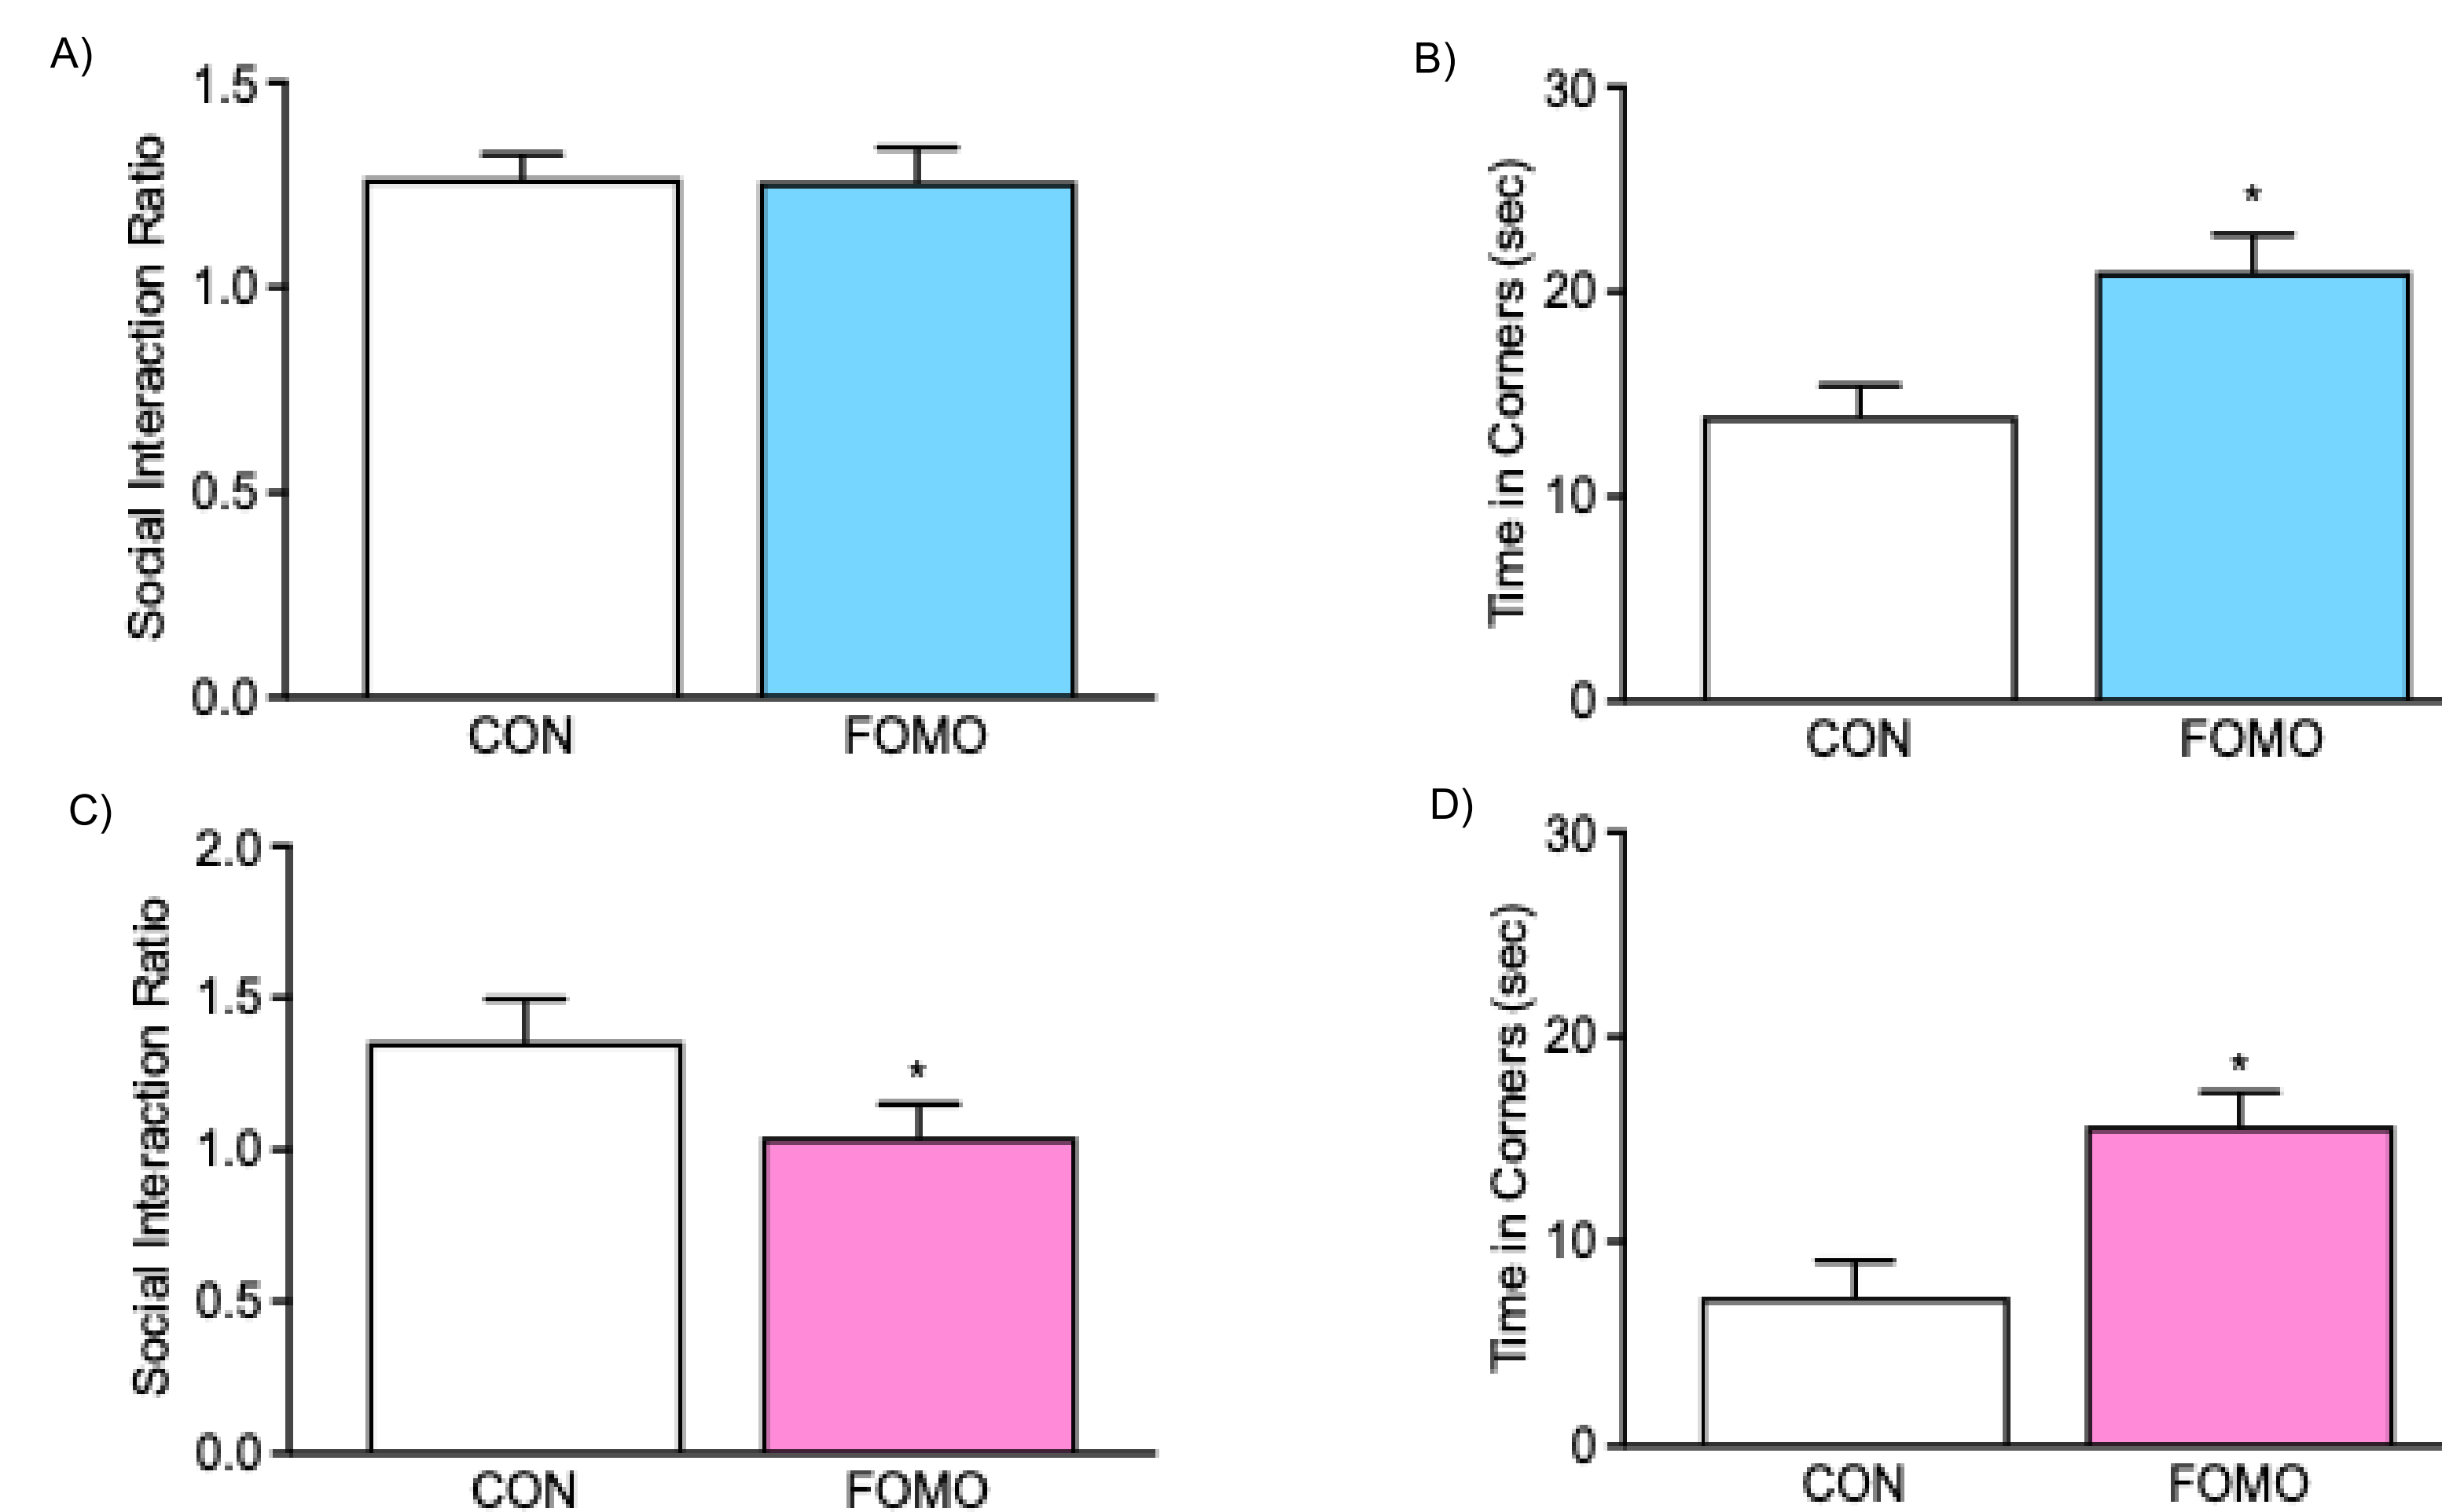 A)
Social Interaction Ratio
1.5
1.0
0.5
0.0
CON FOMO
B)
Time in Corners (sec)
30
20
10
0
*
CON FOMO
C)
Social Interaction Ratio
2.0
1.5
1.0
0.5
0.0
*
CON FOMO
D)
Time in Corners (sec)
30
20
10
0
*
CON FOMO